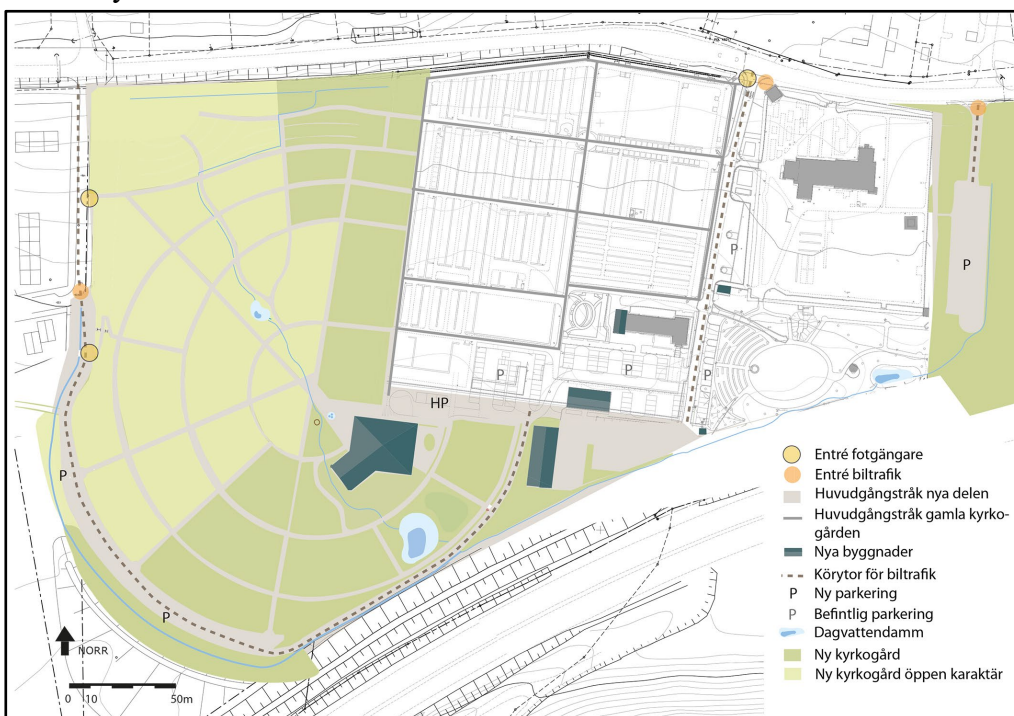 P
P
P
HP
P
P
P
P
P
NORR
0 10 50m
Entré fotgängare
Entré biltrafik
Huvudgångstråk nya delen
Huvudgångstråk gamla kyrko-
gården
Nya byggnader
Körytor för biltrafik
P Ny parkering
P Befintlig parkering
Dagvattendamm
Ny kyrkogård
Ny kyrkogård öppen karaktär